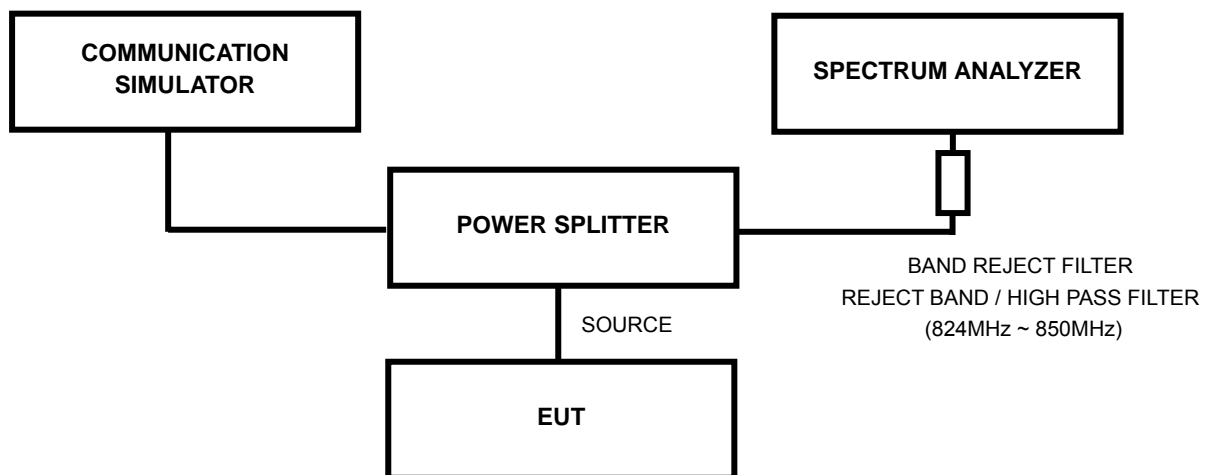 COMMUNICATION
SIMULATOR
SPECTRUM ANALYZER
POWER SPLITTER
BAND REJECT FILTER
REJECT BAND / HIGH PASS FILTER
(824MHz ~ 850MHz)
SOURCE
EUT